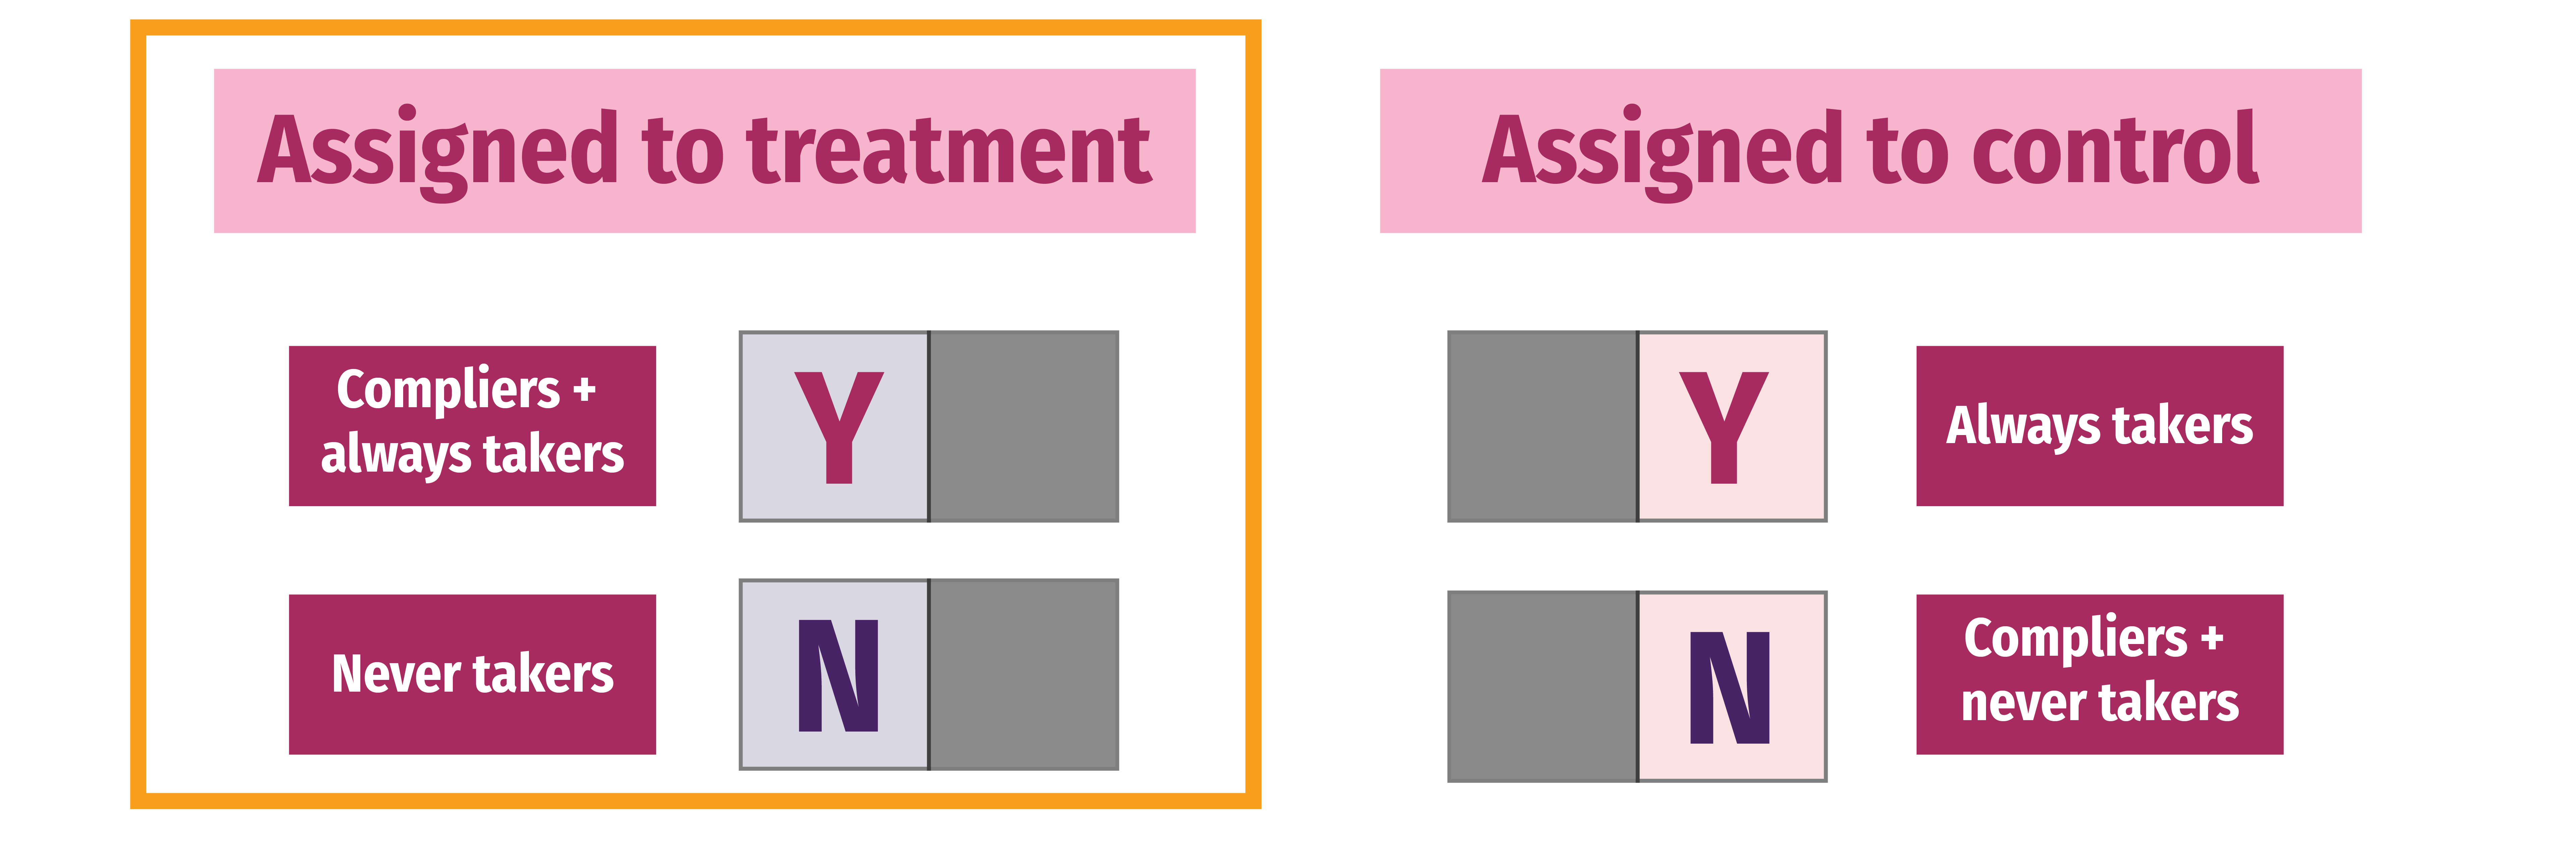 Assigned to treatment
Compliers +
always takers
Y
Never takers
N
Assigned to control
Y
Always takers
N
Compliers +
never takers